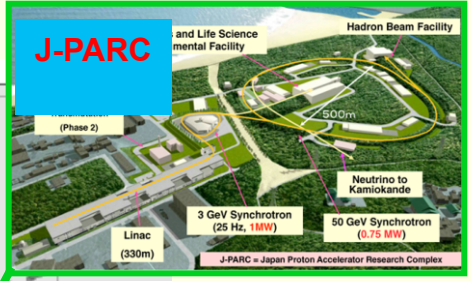 J-PARC
s and Life Science
mental Facility
Hadron Beam Facility
(Phase 2)
500m
Linac
(330m)
3 GeV Synchrotron
(25 Hz, 1MW)
Neutrino to
Kamiokande
50 GeV Synchrotron
(0.75 MW)
J-PARC = Japan Proton Accelerator Research Complex